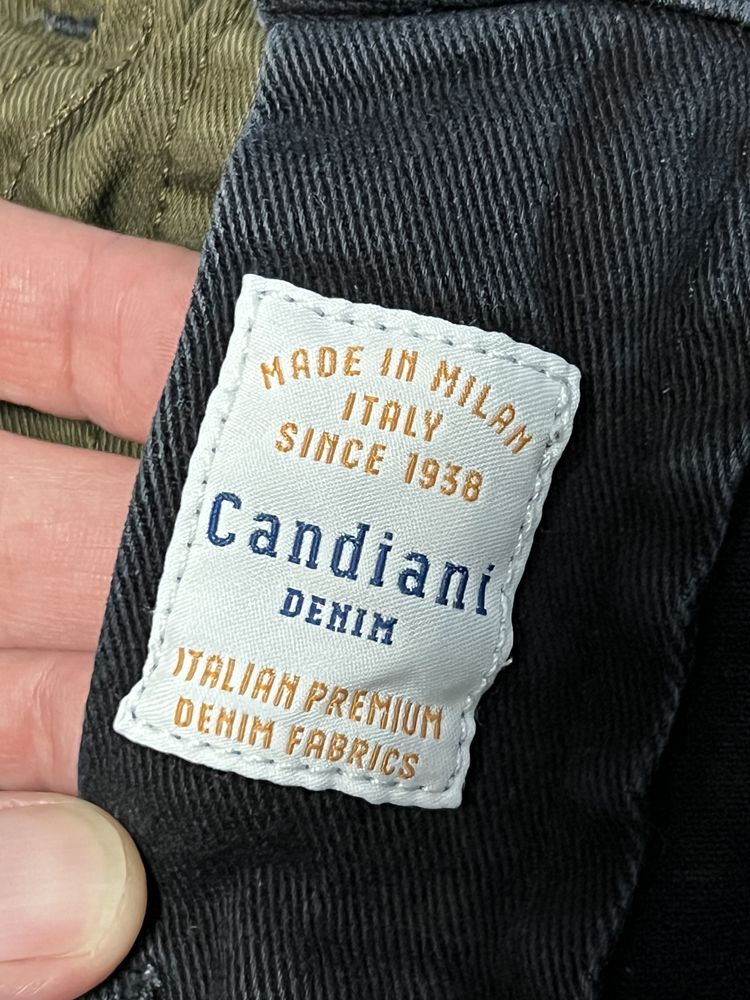 MADE IN MILAN
ITALY
SINCE 1938
Candiani
DENIM
ITALIAN PREMIUM
DENIM FABRICS